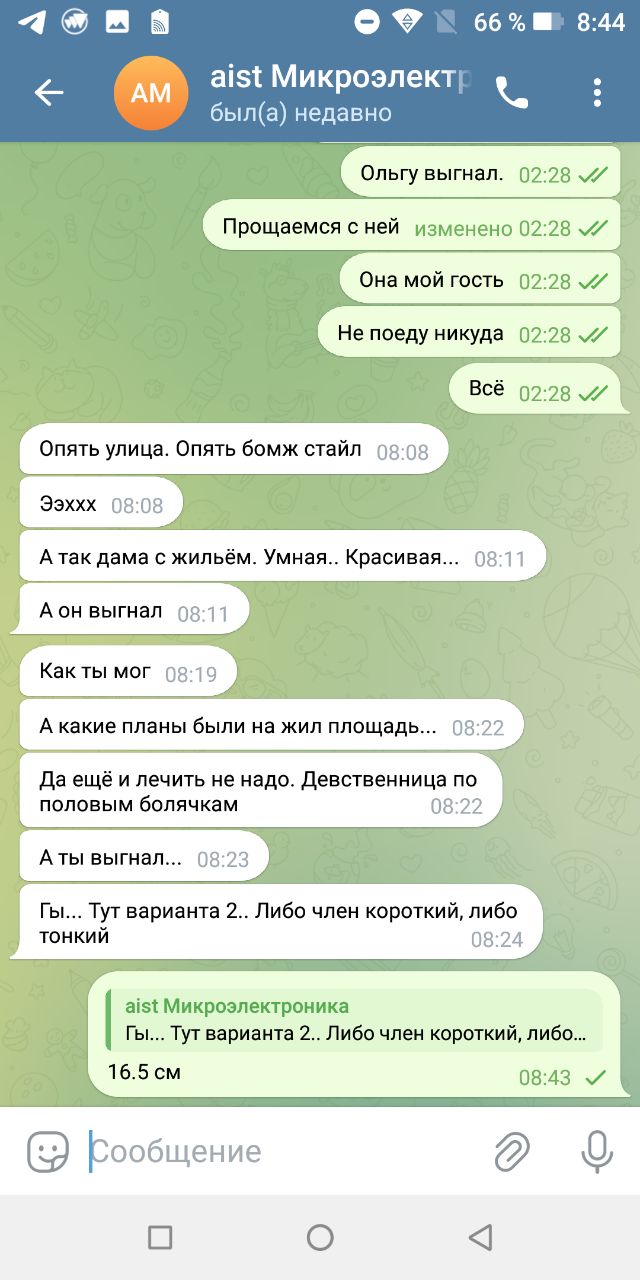 66 % 8:44
AM
aist Микроэлект
был(а) недавно
Ольгу выгнал. 02:28
Прощаемся с ней изменено 02:28
Она мой гость 02:28
Не поеду никуда 02:28
Всё 02:28
Опять улица. Опять бомж стайл 08:08
Ээххх 08:08
А так дама с жильём. Умная.. Красивая... 08:11
А он выгнал 08:11
Как ты мог 08:19
А какие планы были на жил площадь... 08:22
Да ещё и лечить не надо. Девственница по
половым болячкам 08:22
А ты выгнал... 08:23
Гы... Тут варианта 2.. Либо член короткий, либо
тонкий 08:24
aist Микроэлектроника
Гы... Тут варианта 2.. Либо член короткий, либо...
16.5 см 08:43
Сообщение